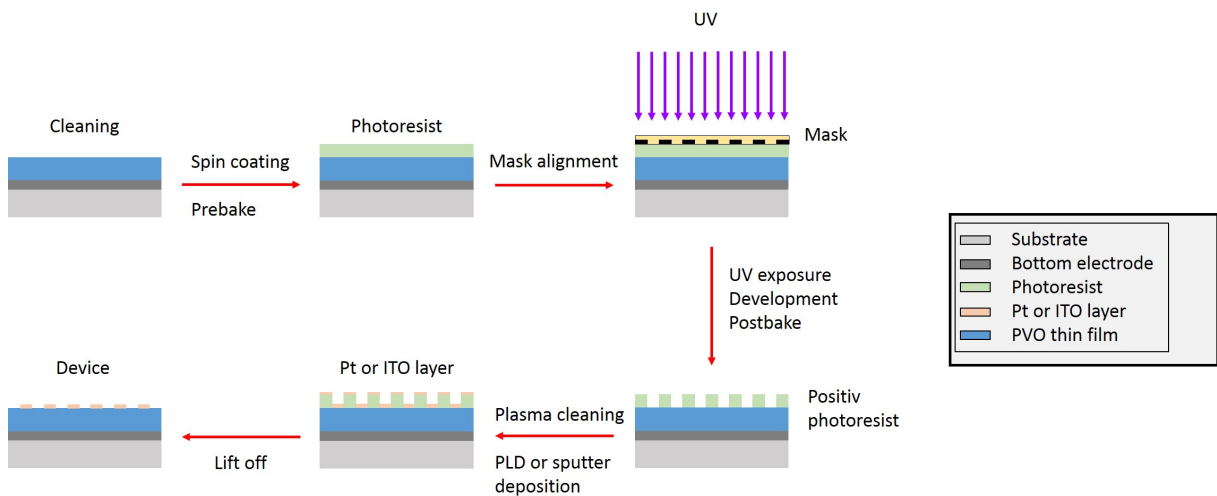 UV
Cleaning
Photoresist
Mask
Spin coating
Mask alignment
Prebake
Substrate
Bottom electrode
Photoresist
Pt or ITO layer
PVO thin film
UV exposure
Development
Postbake
Device
Pt or ITO layer
Positiv
photoresist
Plasma cleaning
Lift off
PLD or sputter
deposition